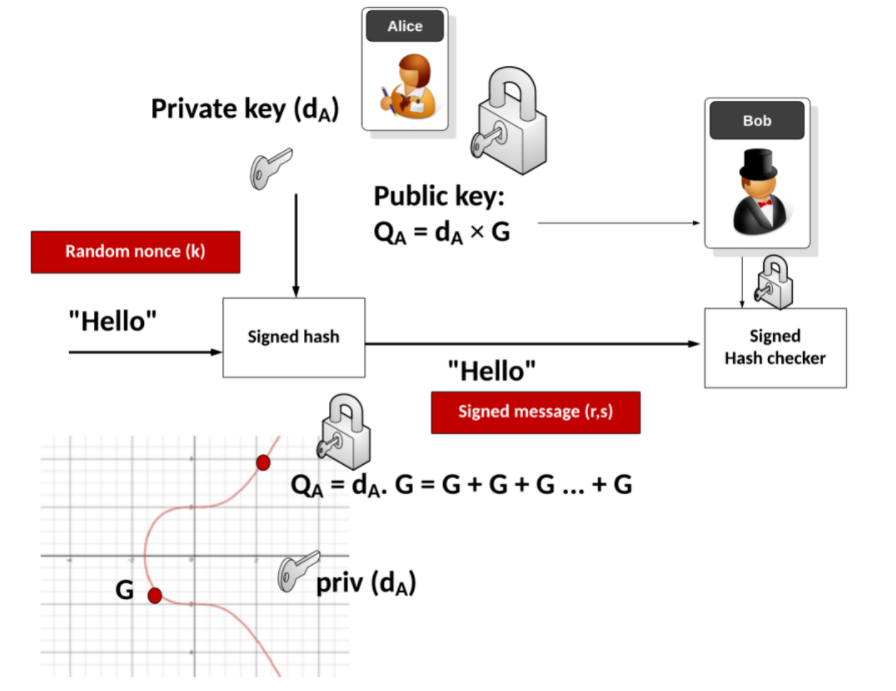 Alice
Private key (dA)
Bob
Public key:
QA = dA × G
Random nonce (k)
"Hello"
Signed hash
Signed
Hash checker
"Hello"
Signed message (r,s)
QA = dA. G = G + G + G ... + G
G
priv (dA)